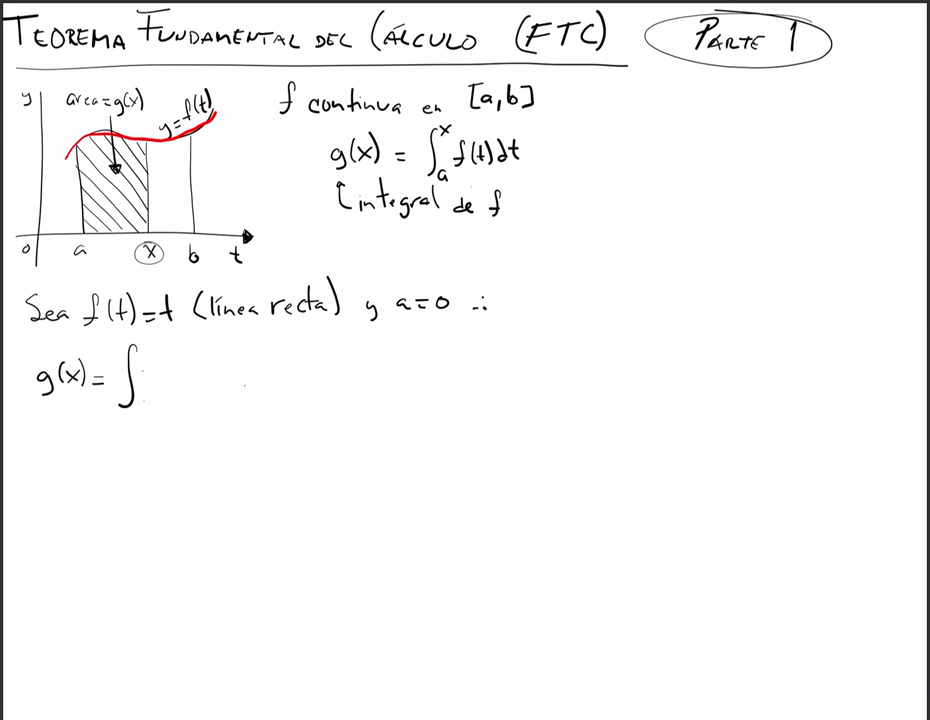 TEOREMA FUNDAMENTAL DEL CÁLCULO (FTC) PARTE 1
y area=g(x) y=f(t)
0 a x b t
f continua en [a,b]
g(x) = ∫ₐˣ f(t)dt
↑ integral de f
Sea f(t)=t (línea recta) y a=0 ∴
g(x)= ∫